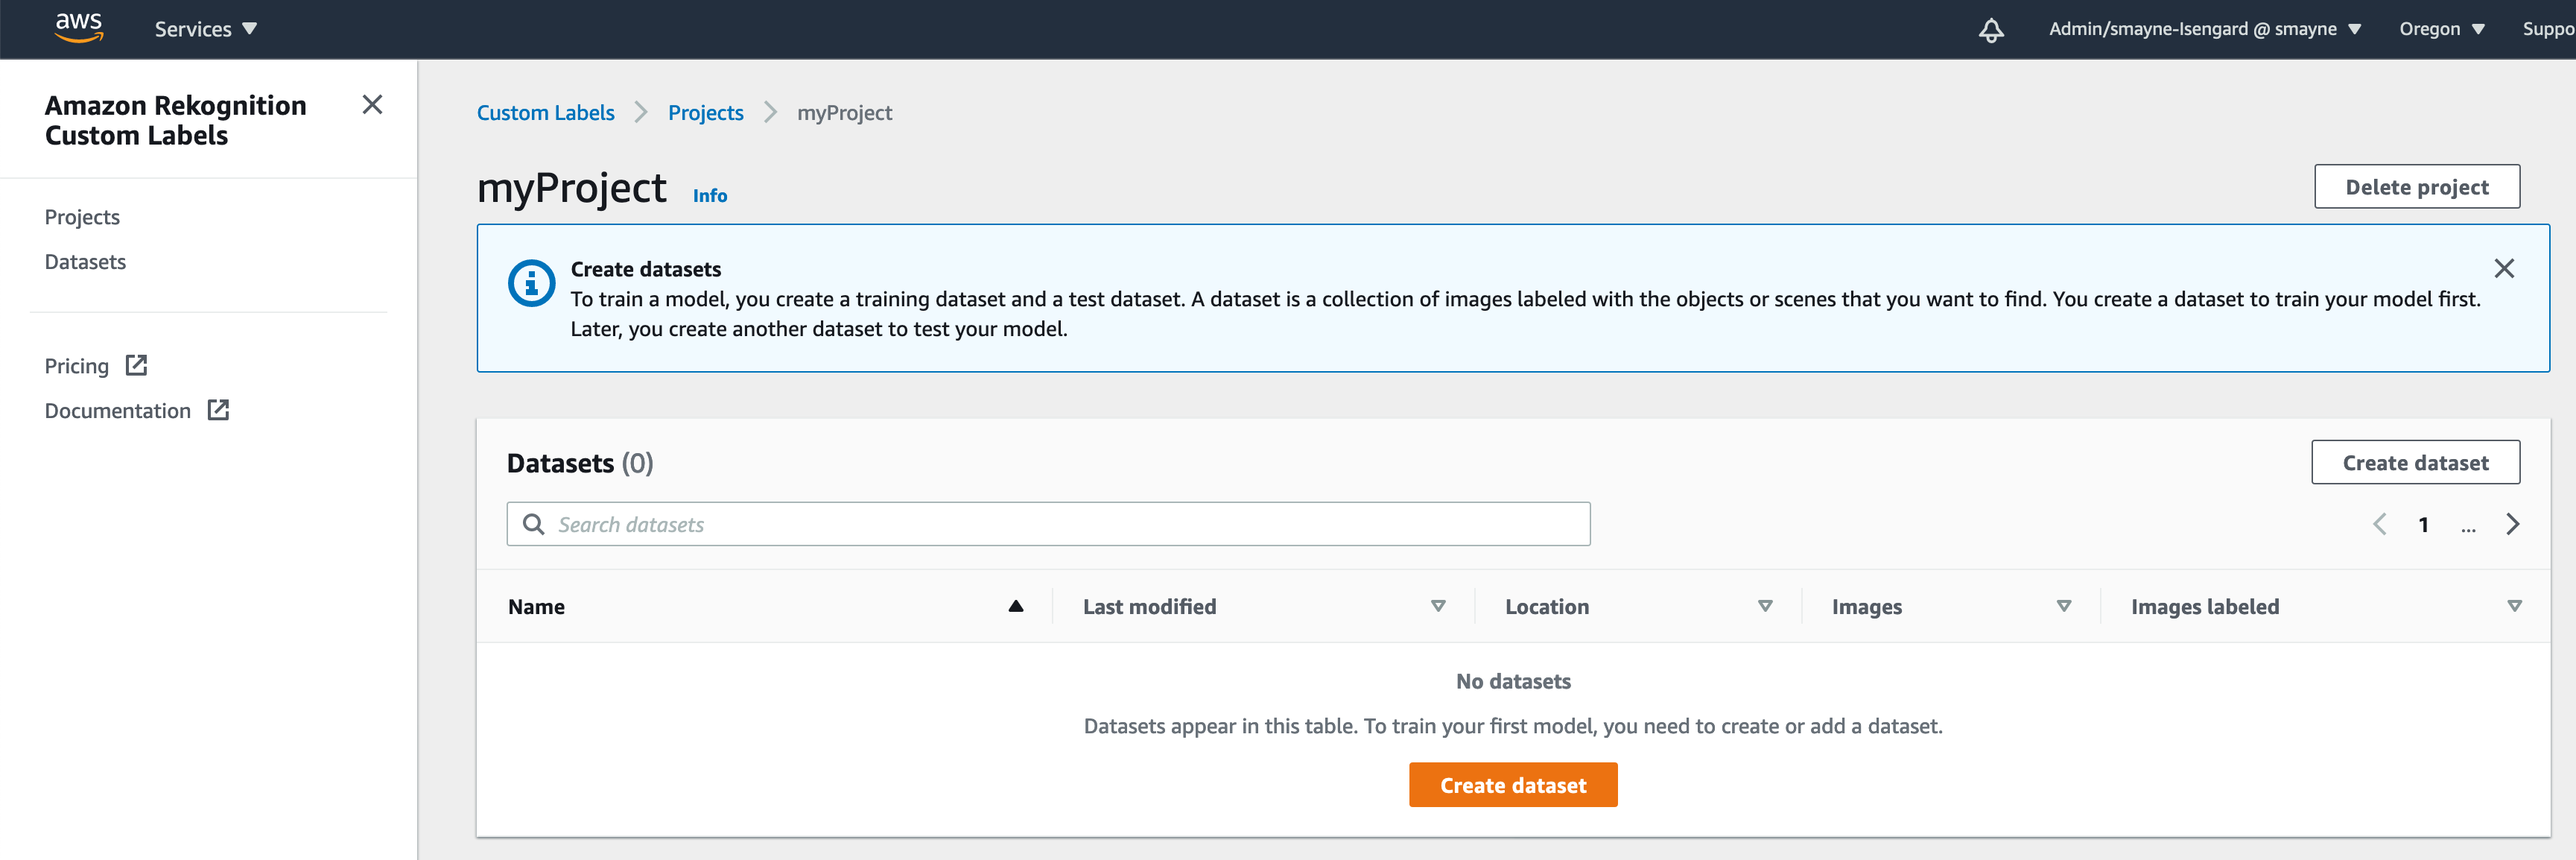 aws Services Admin/smayne-Isengard @ smayne Oregon Suppo
Amazon Rekognition
Custom Labels
Projects
Datasets
Pricing
Documentation
Custom Labels Projects myProject
myProject Info Delete project
Create datasets
To train a model, you create a training dataset and a test dataset. A dataset is a collection of images labeled with the objects or scenes that you want to find. You create a dataset to train your model first.
Later, you create another dataset to test your model.
Datasets (0) Create dataset
Search datasets 1 ...
Name Last modified Location Images Images labeled
No datasets
Datasets appear in this table. To train your first model, you need to create or add a dataset.
Create dataset